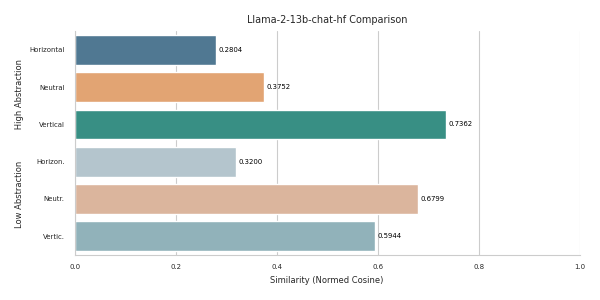 Llama-2-13b-chat-hf Comparison
High Abstraction
Horizontal
0.2804
Neutral
0.3752
Vertical
0.7362
Low Abstraction
Horizon.
0.3200
Neutr.
0.6799
Vertic.
0.5944
0.0 0.2 0.4 0.6 0.8 1.0
Similarity (Normed Cosine)